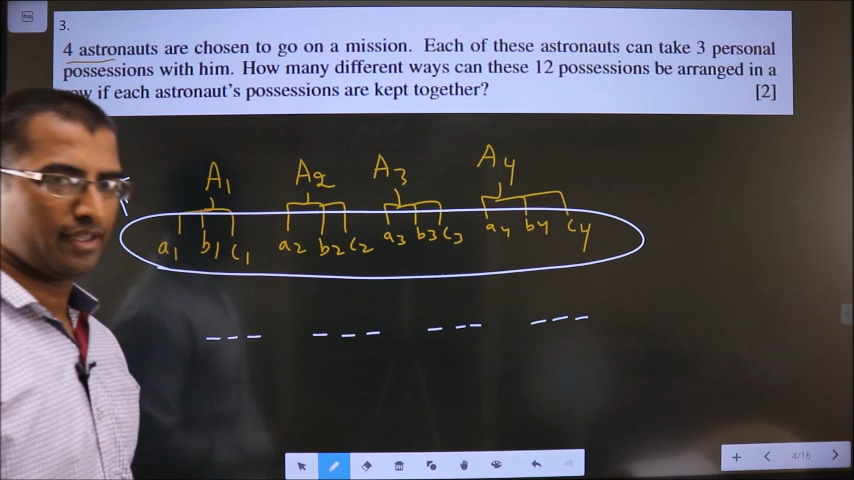 3.
4 astronauts are chosen to go on a mission. Each of these astronauts can take 3 personal
possessions with him. How many different ways can these 12 possessions be arranged in a
if each astronaut's possessions are kept together? [2]
A1 A2 A3 A4
a1 b1 c1 a2 b2 c2 a3 b3 c3 a4 b4 c4
4/16